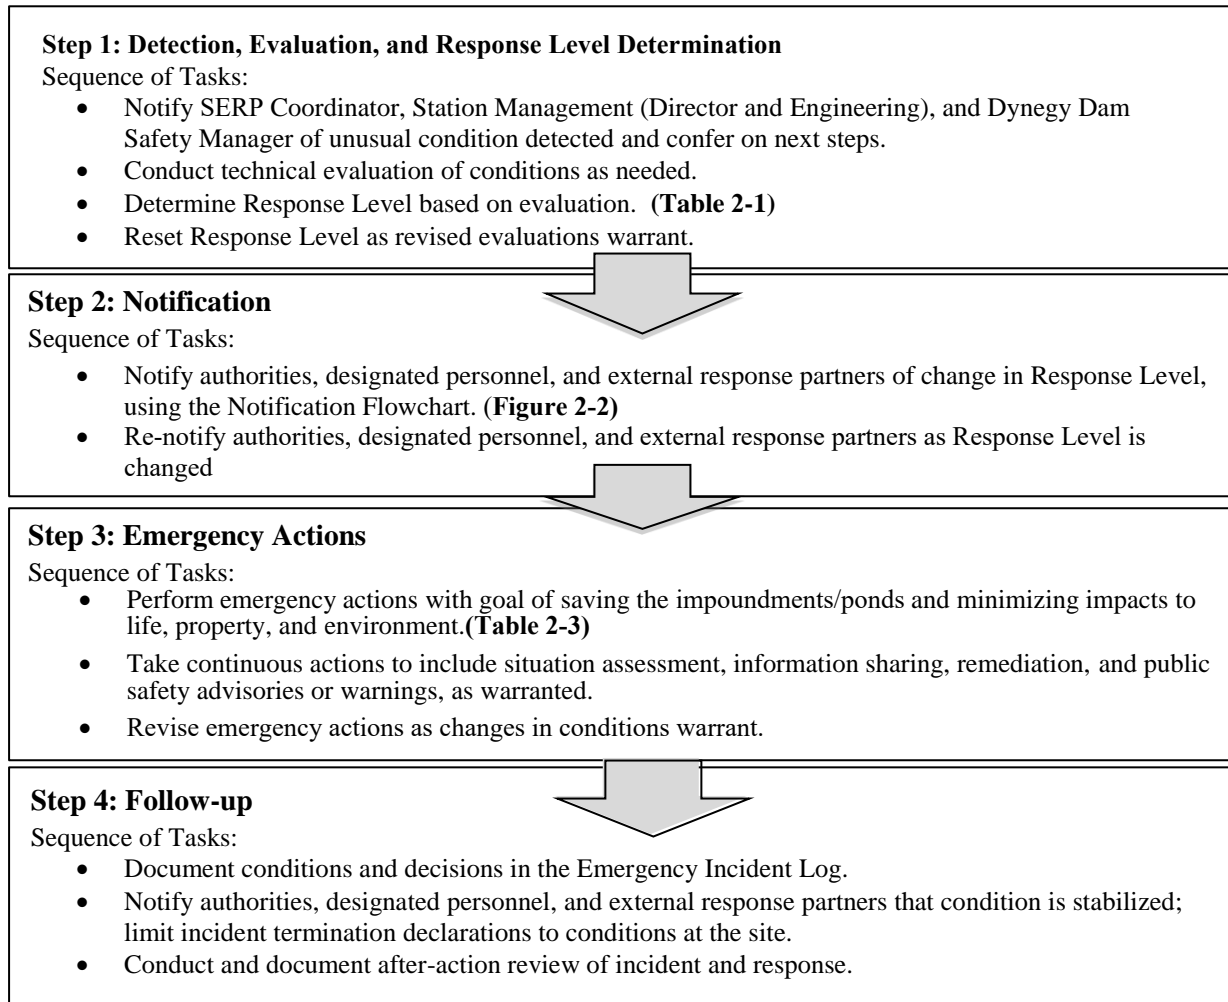 Step 1: Detection, Evaluation, and Response Level Determination
Sequence of Tasks:
• Notify SERP Coordinator, Station Management (Director and Engineering), and Dynegy Dam
Safety Manager of unusual condition detected and confer on next steps.
• Conduct technical evaluation of conditions as needed.
• Determine Response Level based on evaluation. (Table 2-1)
• Reset Response Level as revised evaluations warrant.
Step 2: Notification
Sequence of Tasks:
• Notify authorities, designated personnel, and external response partners of change in Response Level,
using the Notification Flowchart. (Figure 2-2)
• Re-notify authorities, designated personnel, and external response partners as Response Level is
changed
Step 3: Emergency Actions
Sequence of Tasks:
• Perform emergency actions with goal of saving the impoundments/ponds and minimizing impacts to
life, property, and environment.(Table 2-3)
• Take continuous actions to include situation assessment, information sharing, remediation, and public
safety advisories or warnings, as warranted.
• Revise emergency actions as changes in conditions warrant.
Step 4: Follow-up
Sequence of Tasks:
• Document conditions and decisions in the Emergency Incident Log.
• Notify authorities, designated personnel, and external response partners that condition is stabilized;
limit incident termination declarations to conditions at the site.
• Conduct and document after-action review of incident and response.